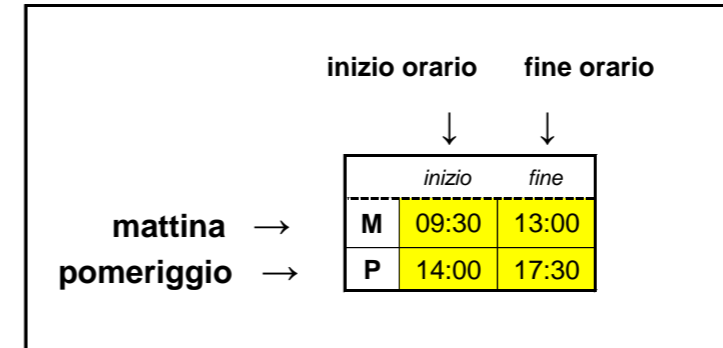 inizio orario fine orario
↓ ↓
inizio fine
mattina → M 09:30 13:00
pomeriggio → P 14:00 17:30